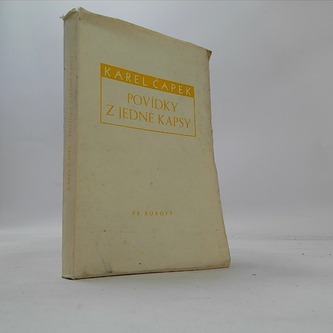 KAREL ČAPEK
POVÍDKY
Z JEDNÉ KAPSY
FR. BOROVÝ